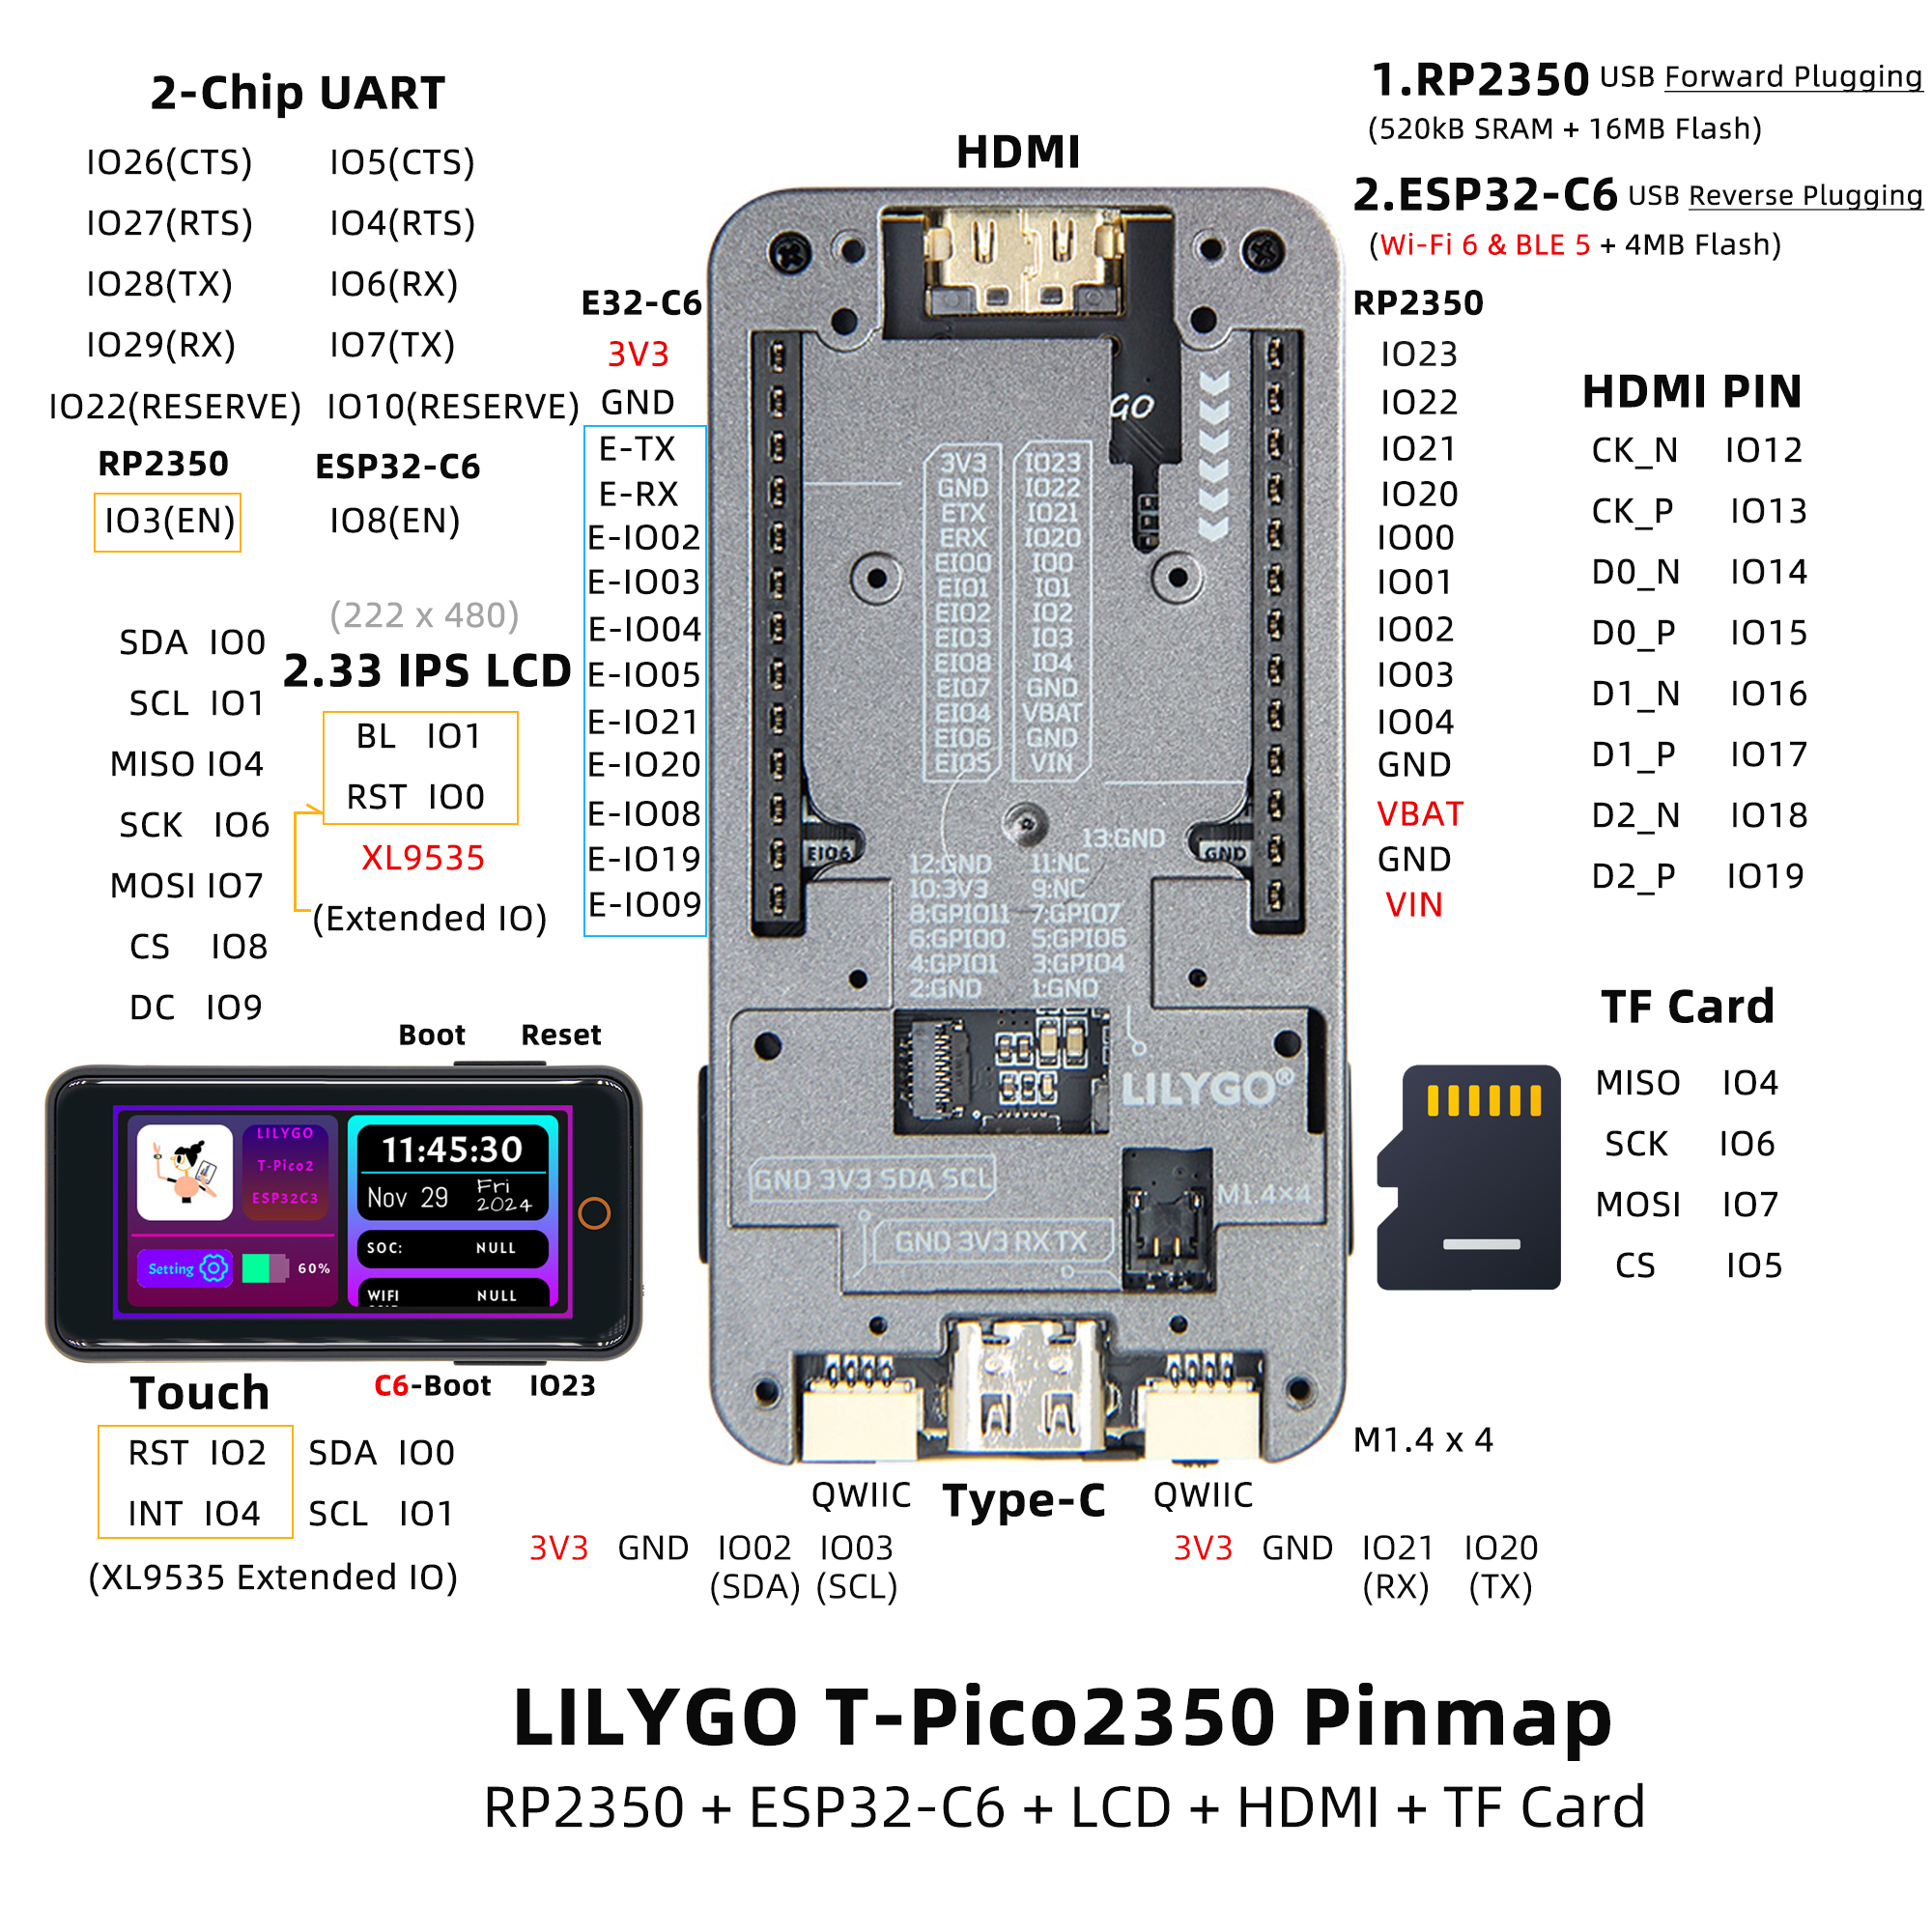 2-Chip UART
IO26(CTS) IO5(CTS)
IO27(RTS) IO4(RTS)
IO28(TX) IO6(RX)
IO29(RX) IO7(TX)
IO22(RESERVE) IO10(RESERVE)
RP2350 ESP32-C6
IO3(EN) IO8(EN)
SDA IO0
SCL IO1
MISO IO4
SCK IO6
MOSI IO7
CS IO8
DC IO9
(222 x 480)
2.33 IPS LCD
BL IO1
RST IO0
XL9535
(Extended IO)
Boot Reset
LILYGO
T-Pico2
ESP32C3
Setting
60%
11:45:30
Nov 29 Fri 2024
SOC: NULL
WIFI NULL
C6-Boot IO23
Touch
RST IO2 SDA IO0
INT IO4 SCL IO1
(XL9535 Extended IO)
E32-C6
3V3
GND
E-TX
E-RX
E-IO02
E-IO03
E-IO04
E-IO05
E-IO21
E-IO20
E-IO08
E-IO19
E-IO09
HDMI
GO
3V3 IO23
GND IO22
ETX IO21
ERX IO20
EIO0 IO0
EIO1 IO1
EIO2 IO2
EIO3 IO3
EIO8 IO4
EIO7 GND
EIO4 VBAT
EIO6 GND
EIO5 VIN
EIO6
GND
13:GND
12:GND 11:NC
10:3V3 9:NC
8:GPIO11 7:GPIO7
6:GPIO0 5:GPIO6
4:GPIO1 3:GPIO4
2:GND 1:GND
LILYGO®
GND 3V3 SDA SCL
M1.4×4
GND 3V3 RX TX
QWIIC Type-C QWIIC
3V3 GND IO02 IO03
(SDA) (SCL)
3V3 GND IO21 IO20
(RX) (TX)
1.RP2350 USB Forward Plugging
(520kB SRAM + 16MB Flash)
2.ESP32-C6 USB Reverse Plugging
(Wi-Fi 6 & BLE 5 + 4MB Flash)
RP2350
IO23
IO22
IO21
IO20
IO00
IO01
IO02
IO03
IO04
GND
VBAT
GND
VIN
HDMI PIN
CK_N IO12
CK_P IO13
D0_N IO14
D0_P IO15
D1_N IO16
D1_P IO17
D2_N IO18
D2_P IO19
TF Card
MISO IO4
SCK IO6
MOSI IO7
CS IO5
M1.4 x 4
LILYGO T-Pico2350 Pinmap
RP2350 + ESP32-C6 + LCD + HDMI + TF Card